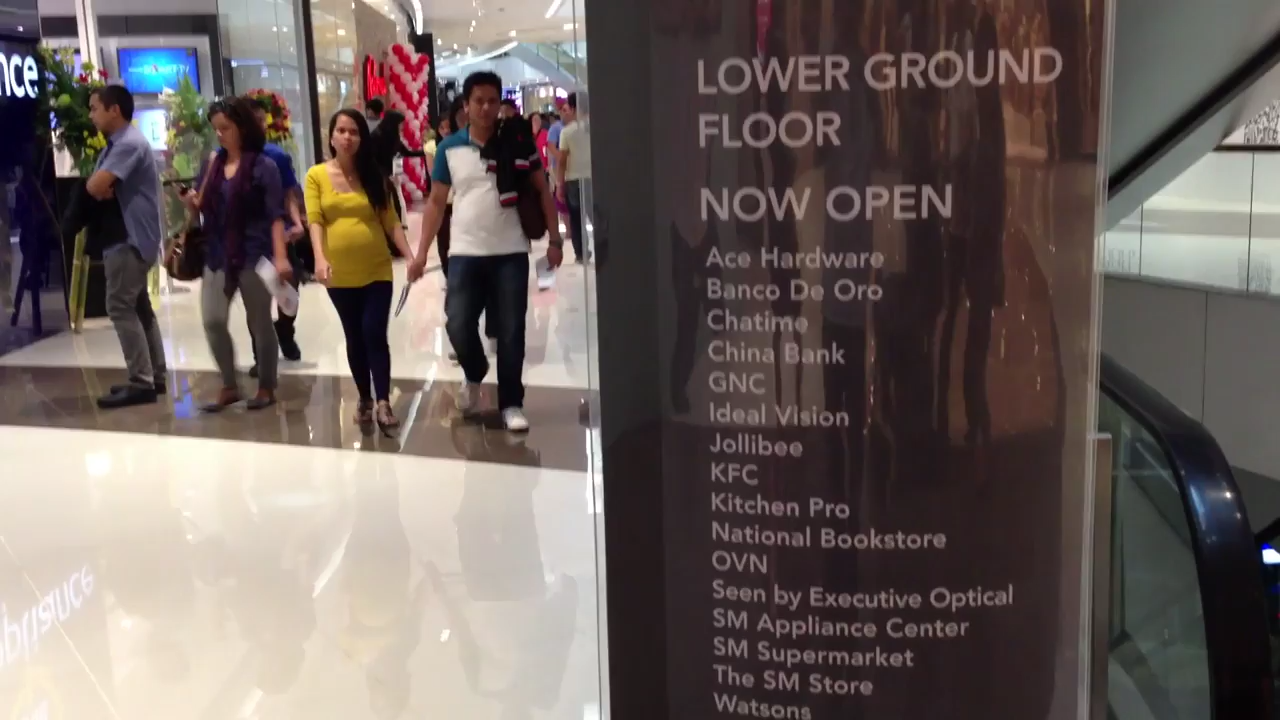 nce
LOWER GROUND
FLOOR
NOW OPEN
Ace Hardware
Banco De Oro
Chatime
China Bank
GNC
Ideal Vision
Jollibee
KFC
Kitchen Pro
National Bookstore
OVN
Seen by Executive Optical
SM Appliance Center
SM Supermarket
The SM Store
Watsons